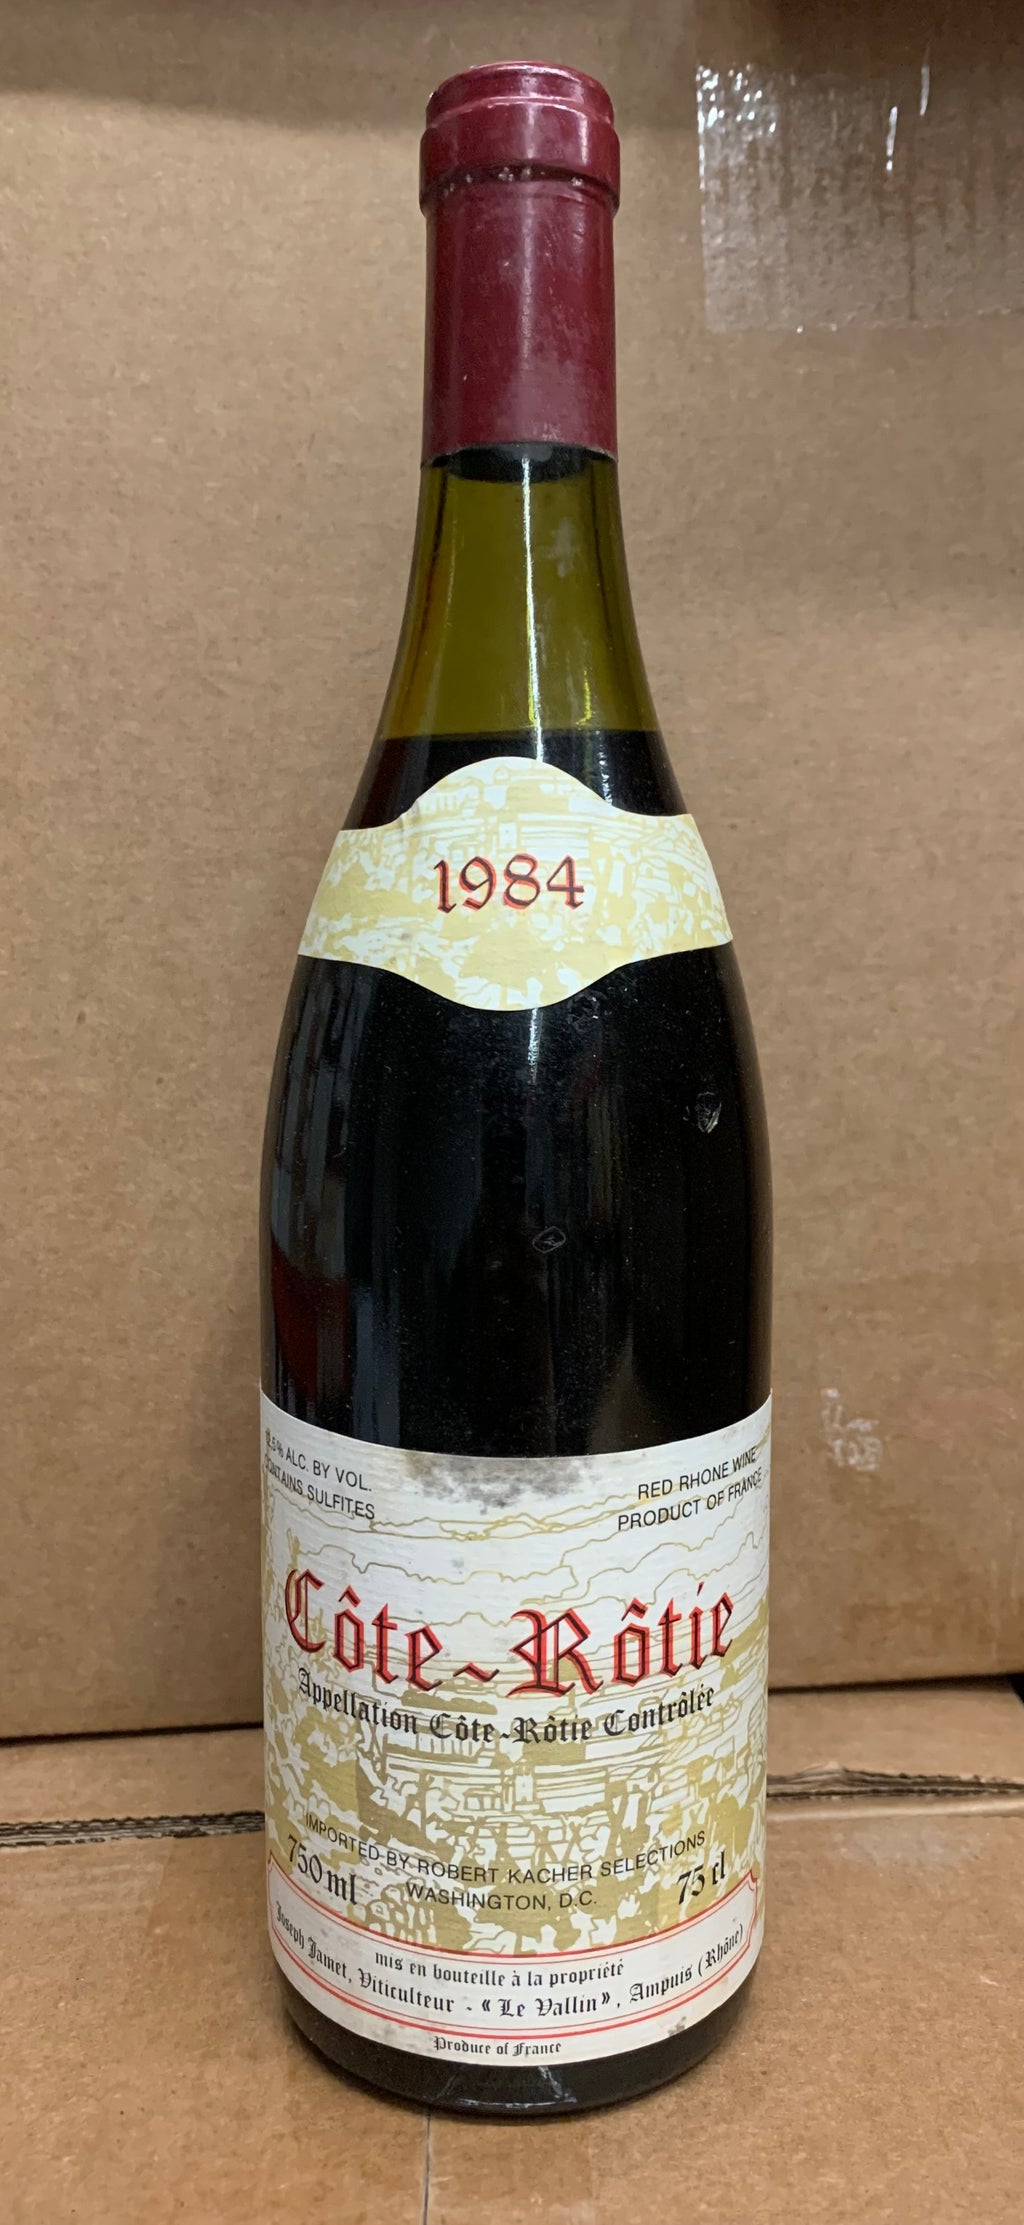 1984
% ALC. BY VOL.
CONTAINS SULFITES
RED RHONE WINE
PRODUCT OF FRANCE
Côte~Rôtie
Appellation Côte~Rôtie Contrôlée
IMPORTED BY ROBERT KACHER SELECTIONS
WASHINGTON, D.C.
750 ml
75 cl
mis en bouteille à la propriété
Joseph Jamet, Viticulteur - « Le Vallin », Ampuis (Rhône)
Produce of France